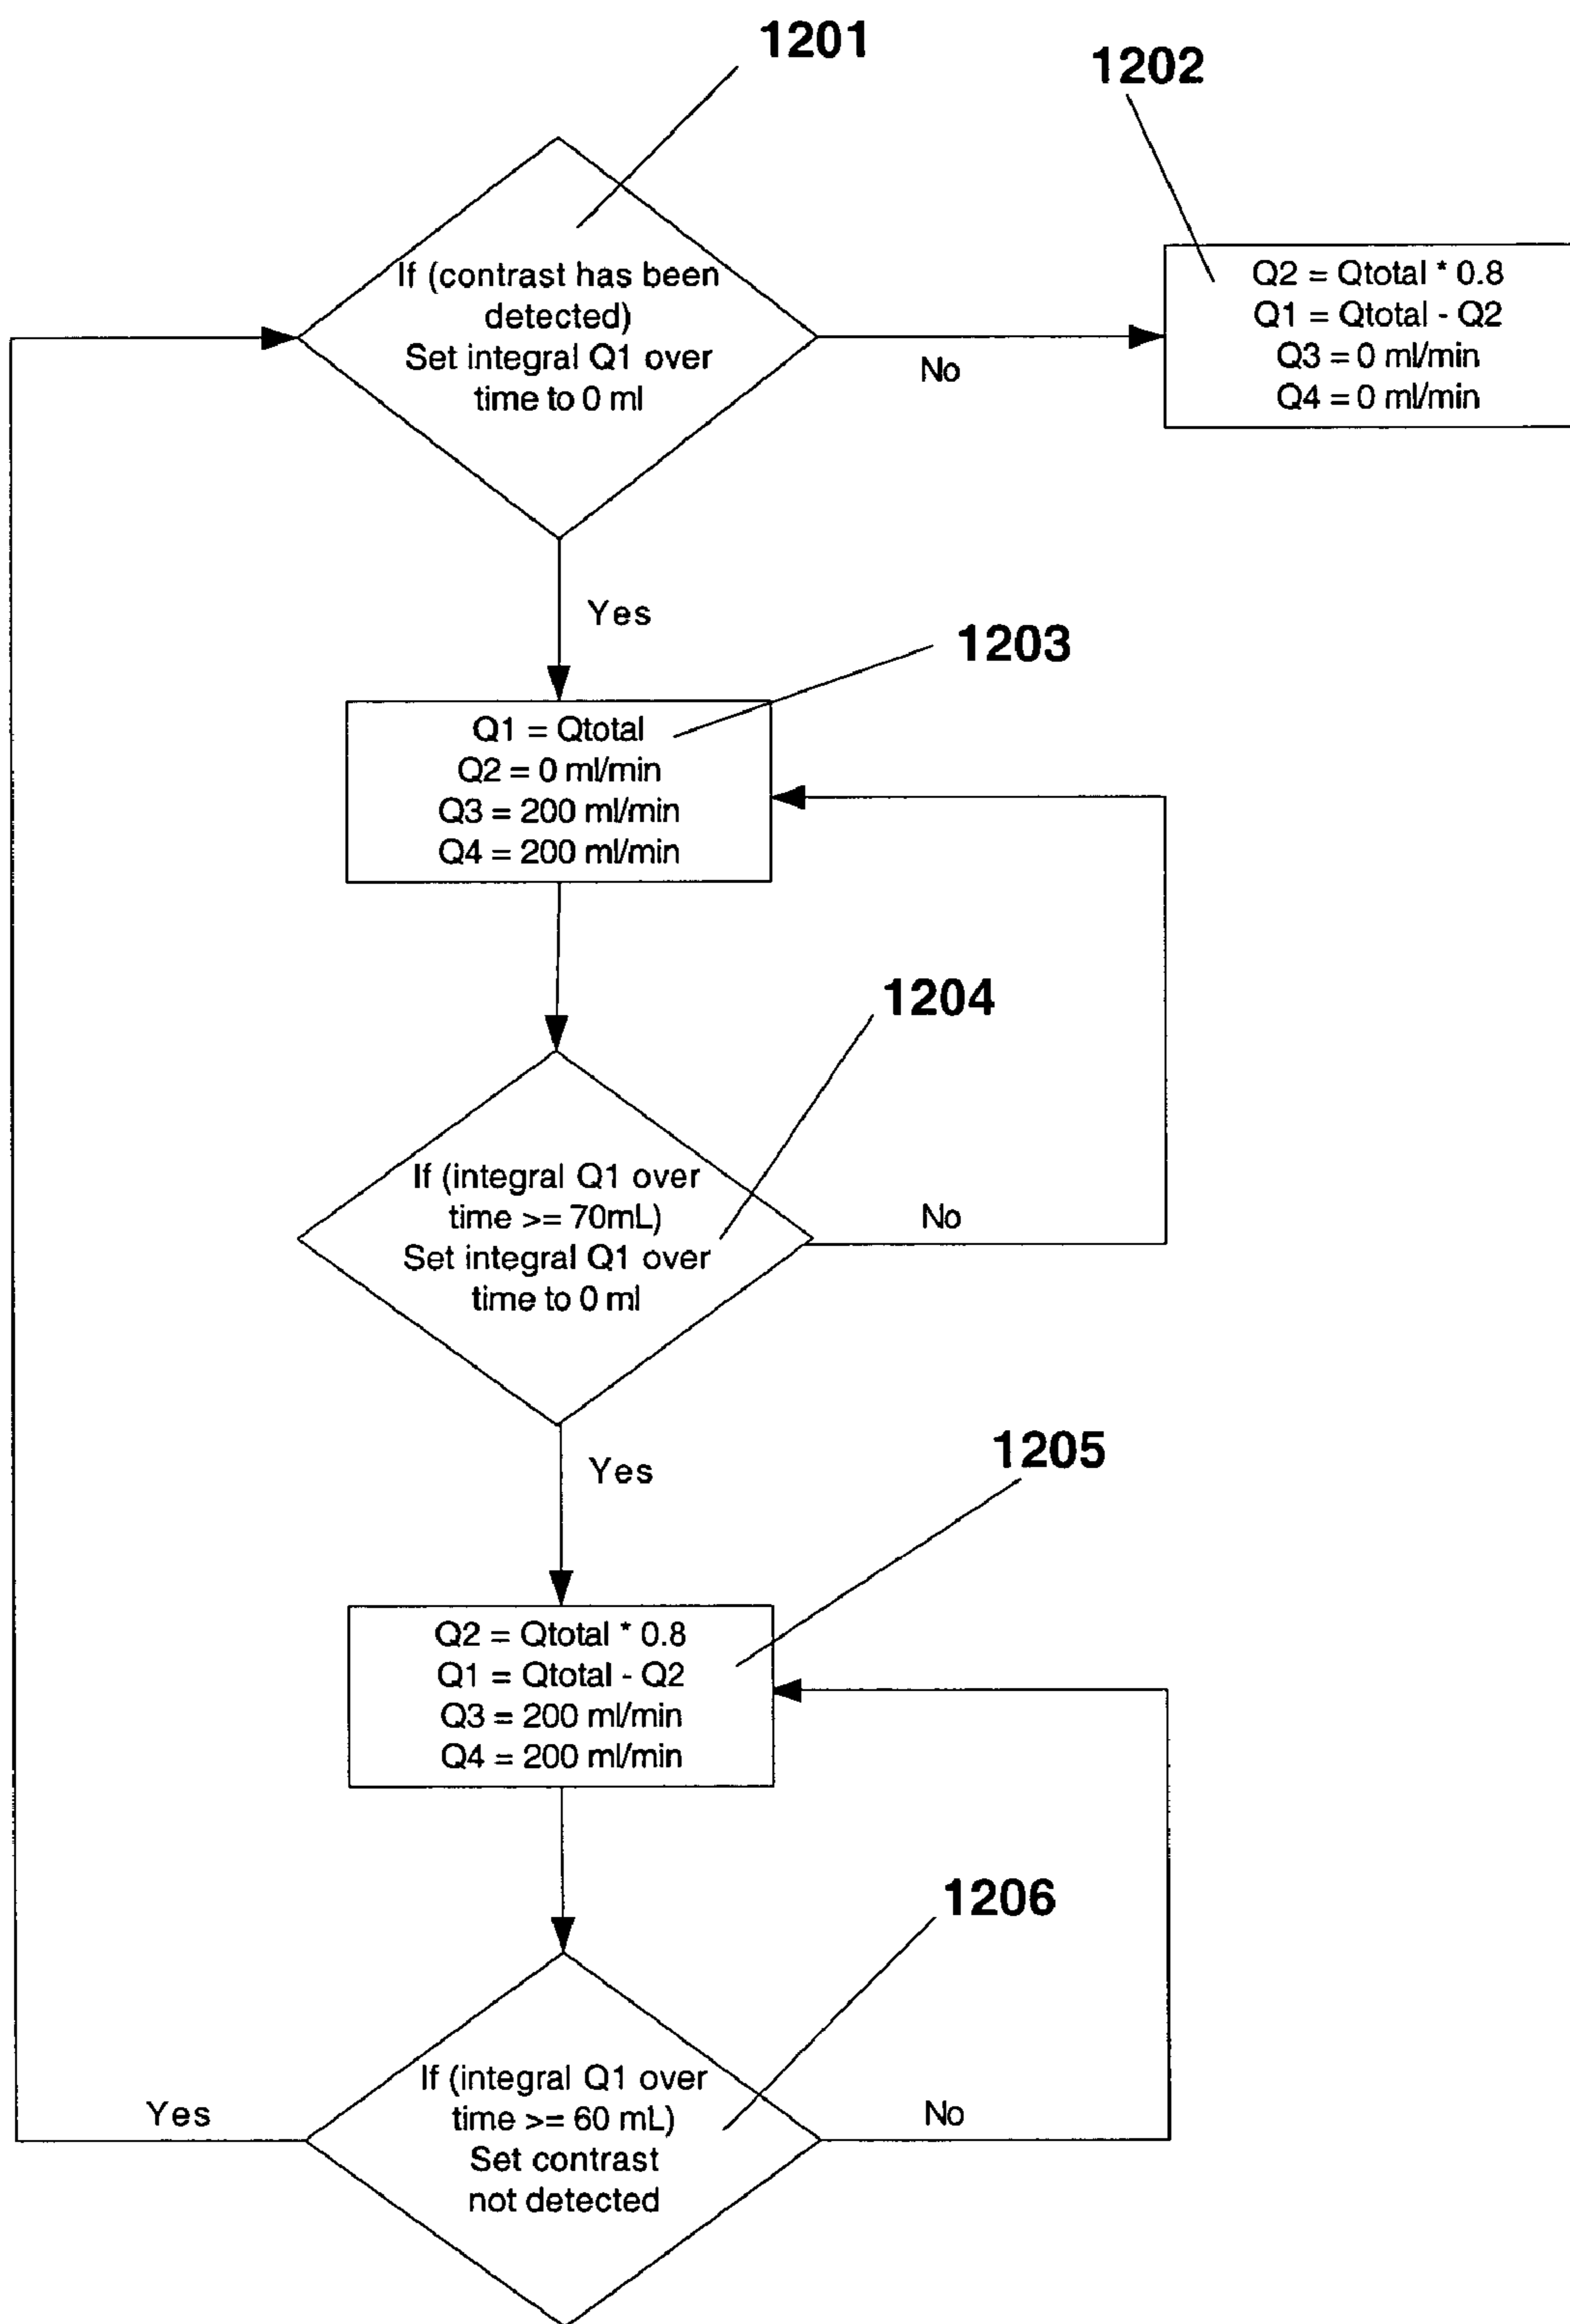 1201
1202
If (contrast has been
detected)
Set integral Q1 over
time to 0 ml
No
Q2 = Qtotal * 0.8
Q1 = Qtotal - Q2
Q3 = 0 ml/min
Q4 = 0 ml/min
Yes
1203
Q1 = Qtotal
Q2 = 0 ml/min
Q3 = 200 ml/min
Q4 = 200 ml/min
1204
If (integral Q1 over
time >= 70mL)
Set integral Q1 over
time to 0 ml
No
Yes
1205
Q2 = Qtotal * 0.8
Q1 = Qtotal - Q2
Q3 = 200 ml/min
Q4 = 200 ml/min
1206
If (integral Q1 over
time >= 60 mL)
Set contrast
not detected
Yes
No